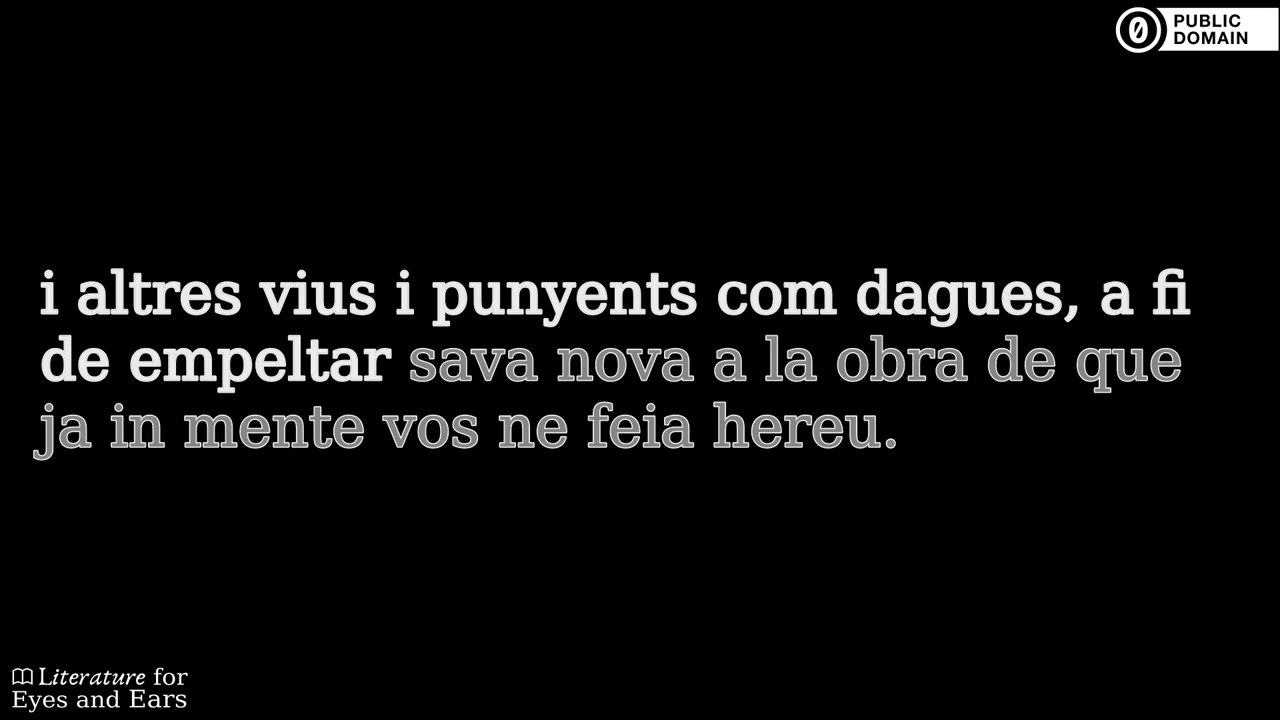 PUBLIC
DOMAIN
i altres vius i punyents com dagues, a fi
de empeltar sava nova a la obra de que
ja in mente vos ne feia hereu.
Literature for
Eyes and Ears